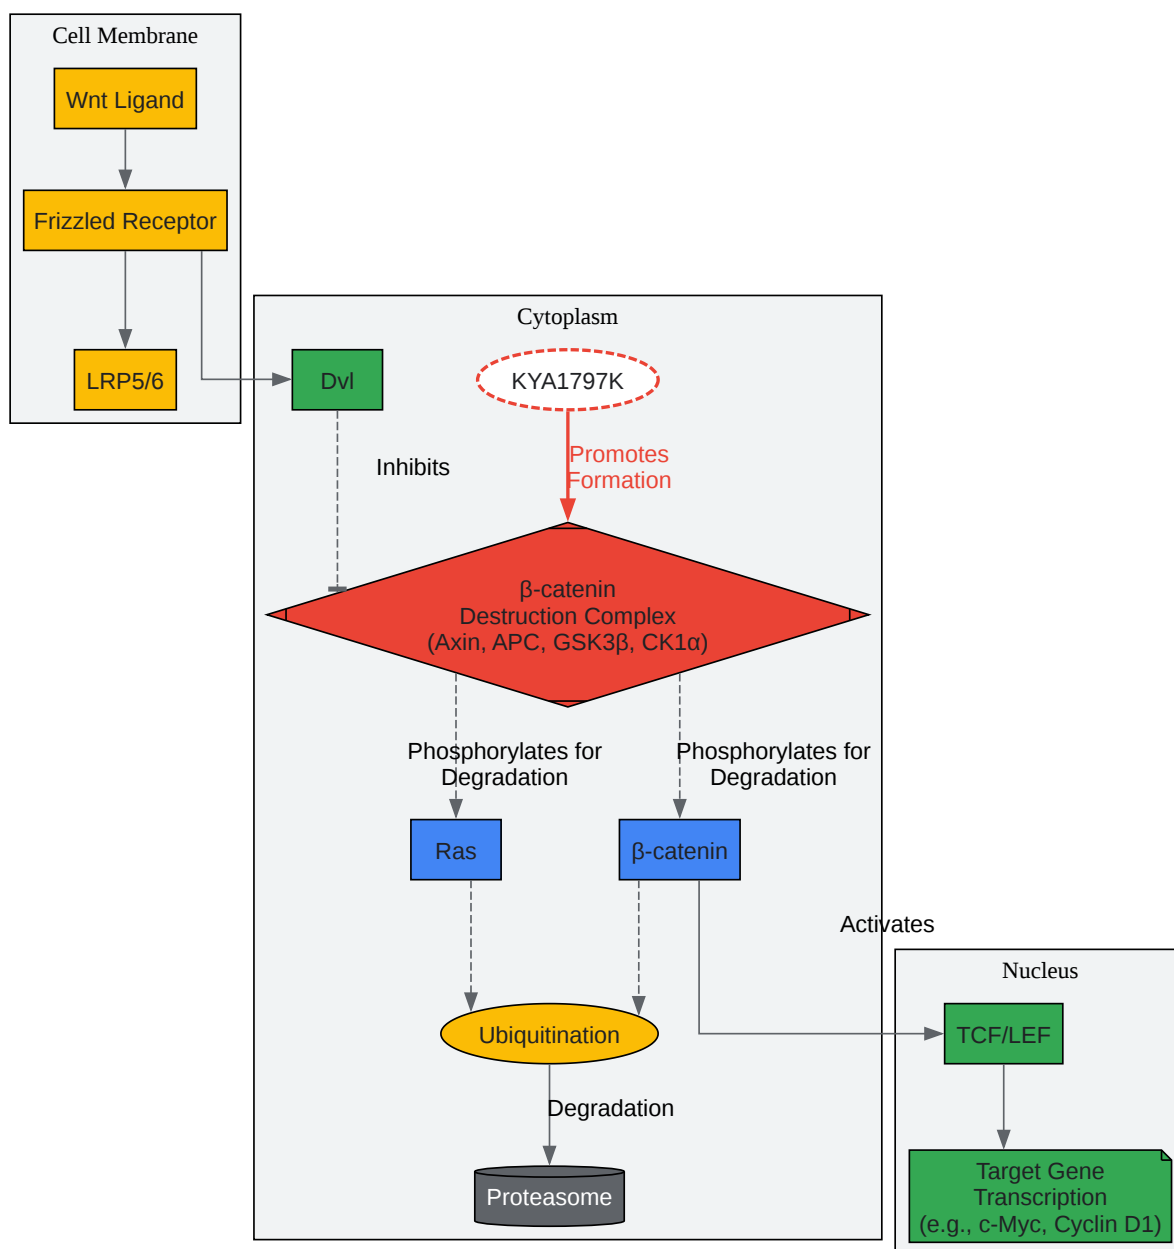 Cell Membrane
Wnt Ligand
Frizzled Receptor
LRP5/6
Cytoplasm
Dvl
KYA1797K
Inhibits
Promotes
Formation
β-catenin
Destruction Complex
(Axin, APC, GSK3β, CK1α)
Phosphorylates for
Degradation
Phosphorylates for
Degradation
Ras
β-catenin
Activates
Ubiquitination
Degradation
Proteasome
Nucleus
TCF/LEF
Target Gene
Transcription
(e.g., c-Myc, Cyclin D1)